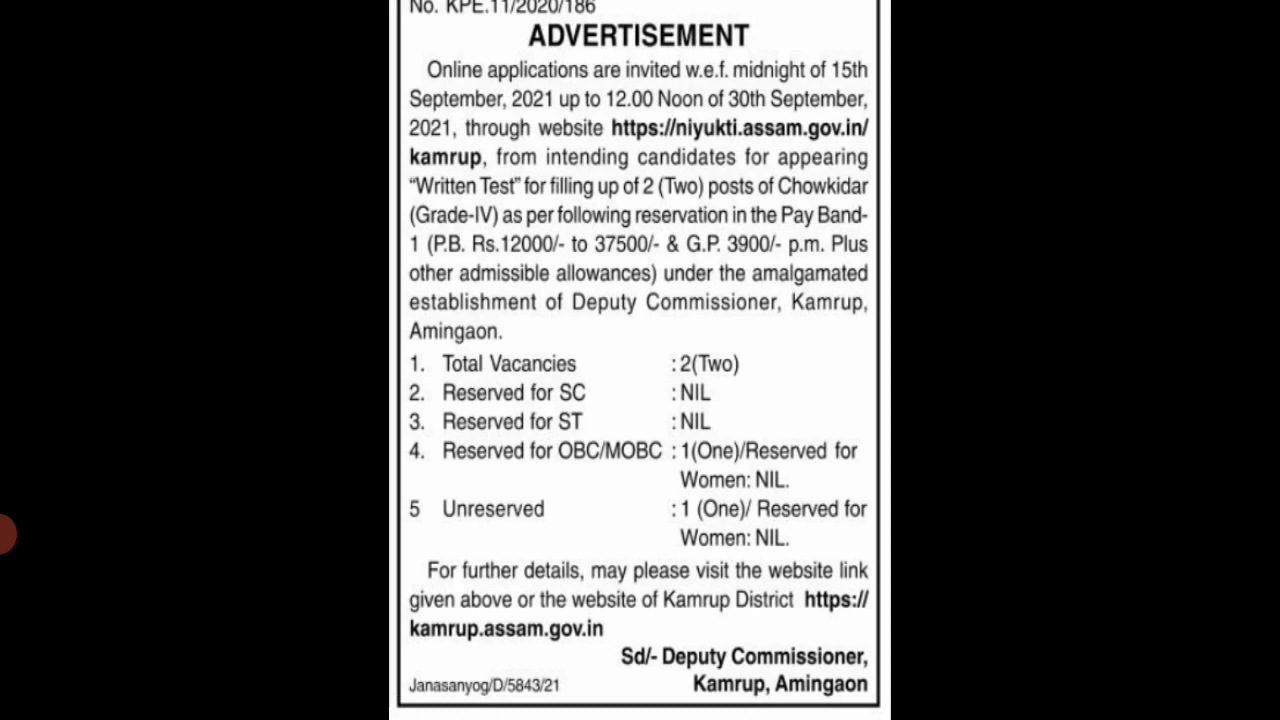 No. KPE.11/2020/186
ADVERTISEMENT
Online applications are invited w.e.f. midnight of 15th
September, 2021 up to 12.00 Noon of 30th September,
2021, through website https://niyukti.assam.gov.in/
kamrup, from intending candidates for appearing
“Written Test” for filling up of 2 (Two) posts of Chowkidar
(Grade-IV) as per following reservation in the Pay Band-
1 (P.B. Rs.12000/- to 37500/- & G.P. 3900/- p.m. Plus
other admissible allowances) under the amalgamated
establishment of Deputy Commissioner, Kamrup,
Amingaon.
1. Total Vacancies : 2(Two)
2. Reserved for SC : NIL
3. Reserved for ST : NIL
4. Reserved for OBC/MOBC : 1(One)/Reserved for
Women: NIL.
5 Unreserved : 1 (One)/ Reserved for
Women: NIL.
For further details, may please visit the website link
given above or the website of Kamrup District https://
kamrup.assam.gov.in
Sd/- Deputy Commissioner,
Janasanyog/D/5843/21 Kamrup, Amingaon